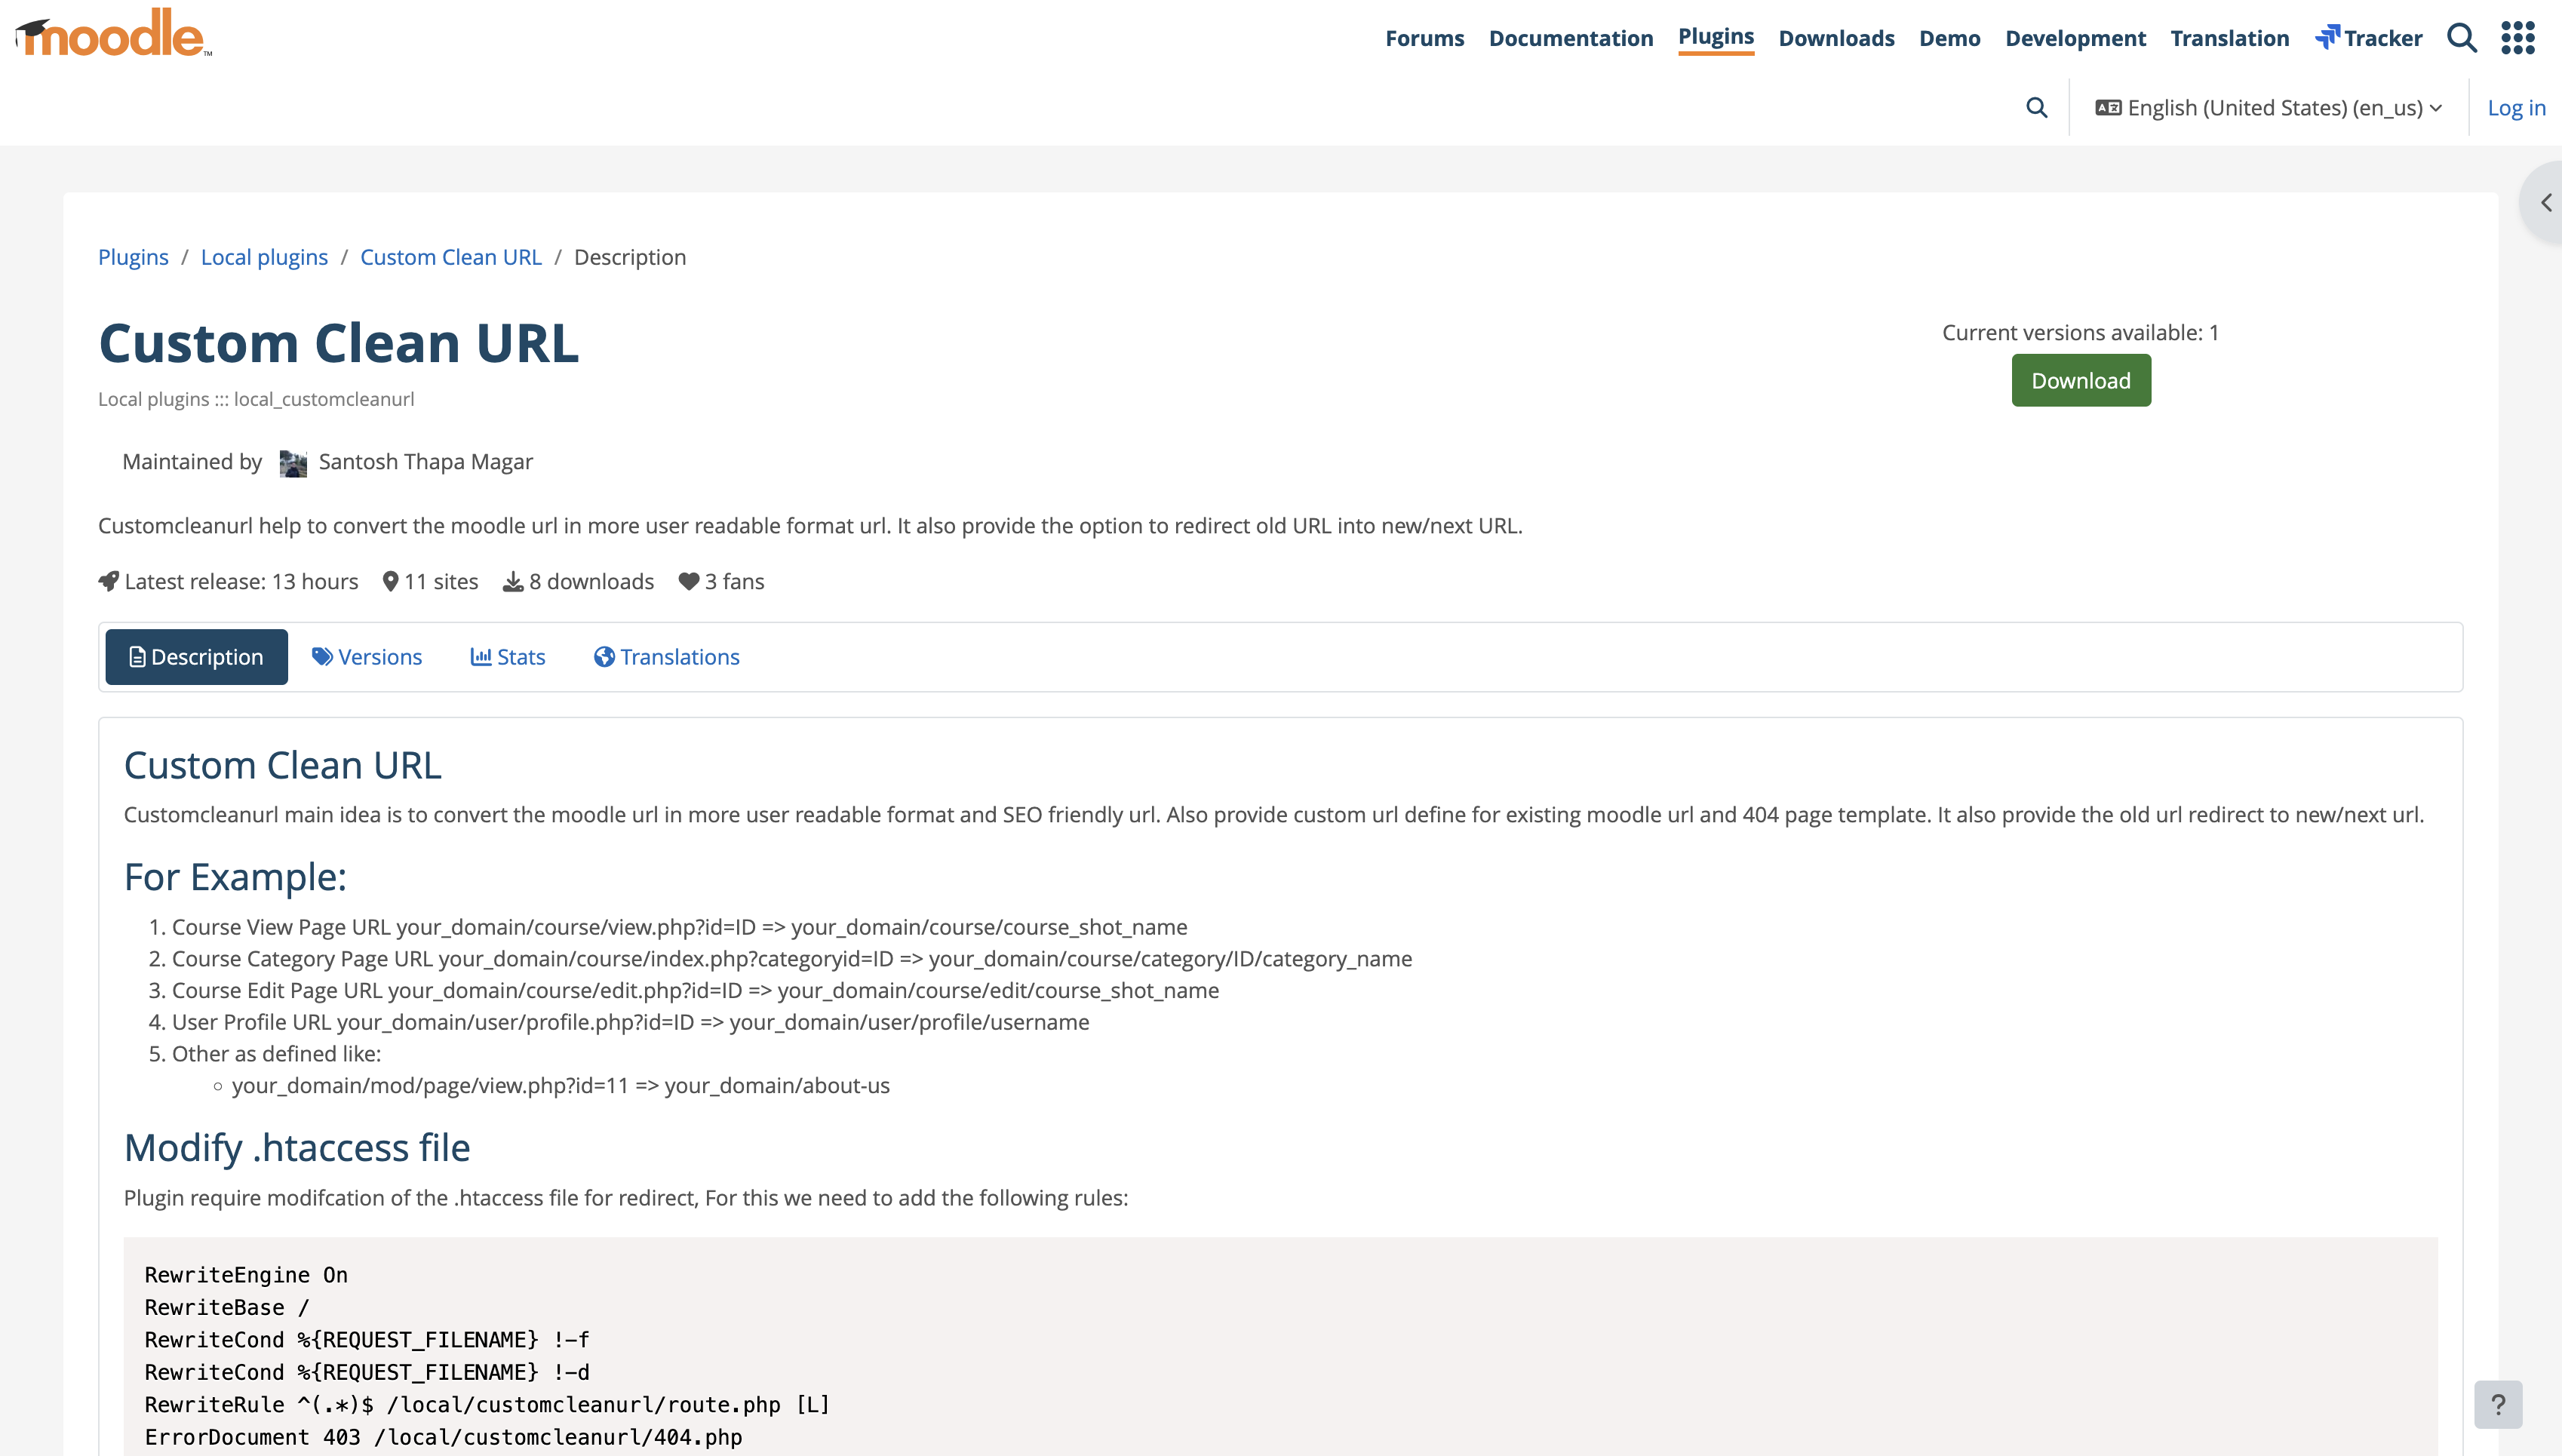 moodle™
Forums Documentation Plugins Downloads Demo Development Translation Tracker
English (United States) (en_us) Log in
Plugins / Local plugins / Custom Clean URL / Description
Custom Clean URL
Current versions available: 1
Download
Local plugins ::: local_customcleanurl
Maintained by Santosh Thapa Magar
Customcleanurl help to convert the moodle url in more user readable format url. It also provide the option to redirect old URL into new/next URL.
Latest release: 13 hours 11 sites 8 downloads 3 fans
Description Versions Stats Translations
Custom Clean URL
Customcleanurl main idea is to convert the moodle url in more user readable format and SEO friendly url. Also provide custom url define for existing moodle url and 404 page template. It also provide the old url redirect to new/next url.
For Example:
1. Course View Page URL your_domain/course/view.php?id=ID => your_domain/course/course_shot_name
2. Course Category Page URL your_domain/course/index.php?categoryid=ID => your_domain/course/category/ID/category_name
3. Course Edit Page URL your_domain/course/edit.php?id=ID => your_domain/course/edit/course_shot_name
4. User Profile URL your_domain/user/profile.php?id=ID => your_domain/user/profile/username
5. Other as defined like:
◦ your_domain/mod/page/view.php?id=11 => your_domain/about-us
Modify .htaccess file
Plugin require modifcation of the .htaccess file for redirect, For this we need to add the following rules:
RewriteEngine On
RewriteBase /
RewriteCond %{REQUEST_FILENAME} !-f
RewriteCond %{REQUEST_FILENAME} !-d
RewriteRule ^(.*)$ /local/customcleanurl/route.php [L]
ErrorDocument 403 /local/customcleanurl/404.php
?